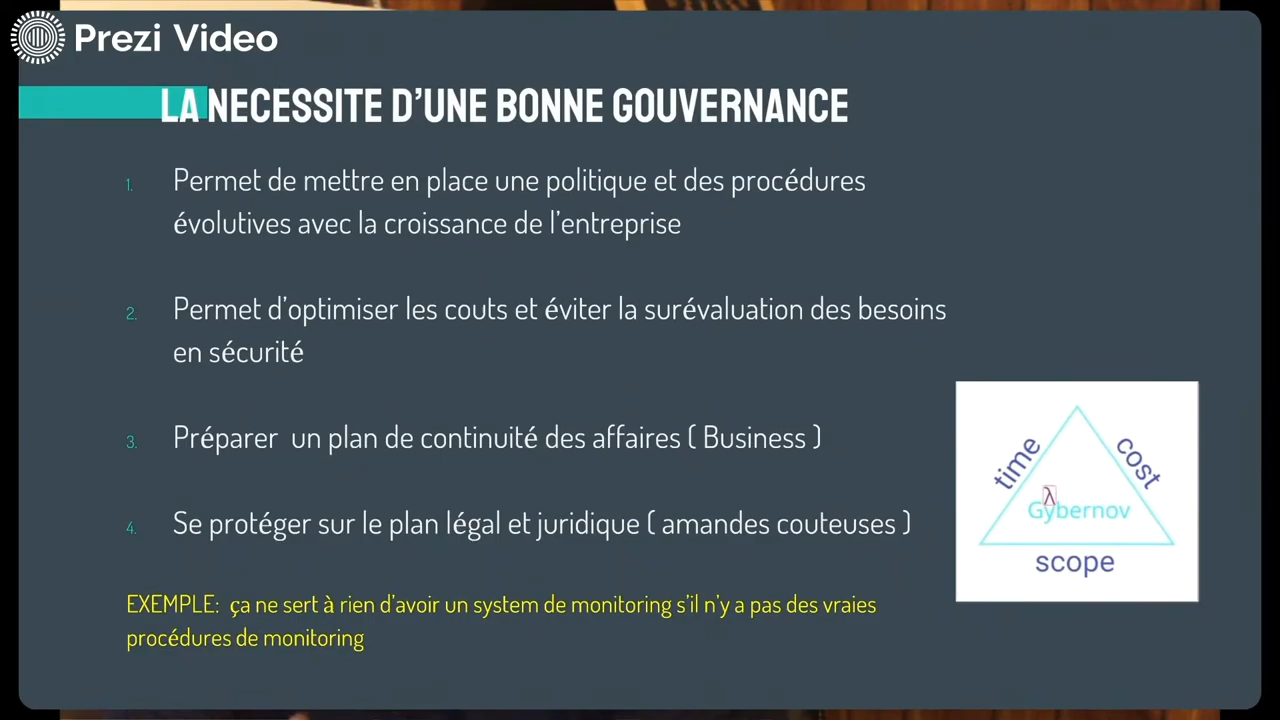 Prezi Video
LA NECESSITE D'UNE BONNE GOUVERNANCE
1. Permet de mettre en place une politique et des procédures
évolutives avec la croissance de l'entreprise
2. Permet d'optimiser les couts et éviter la surévaluation des besoins
en sécurité
3. Préparer un plan de continuité des affaires ( Business )
4. Se protéger sur le plan légal et juridique ( amandes couteuses )
EXEMPLE: ça ne sert à rien d'avoir un system de monitoring s'il n'y a pas des vraies
procédures de monitoring
time
cost
λ
Gybernov
scope